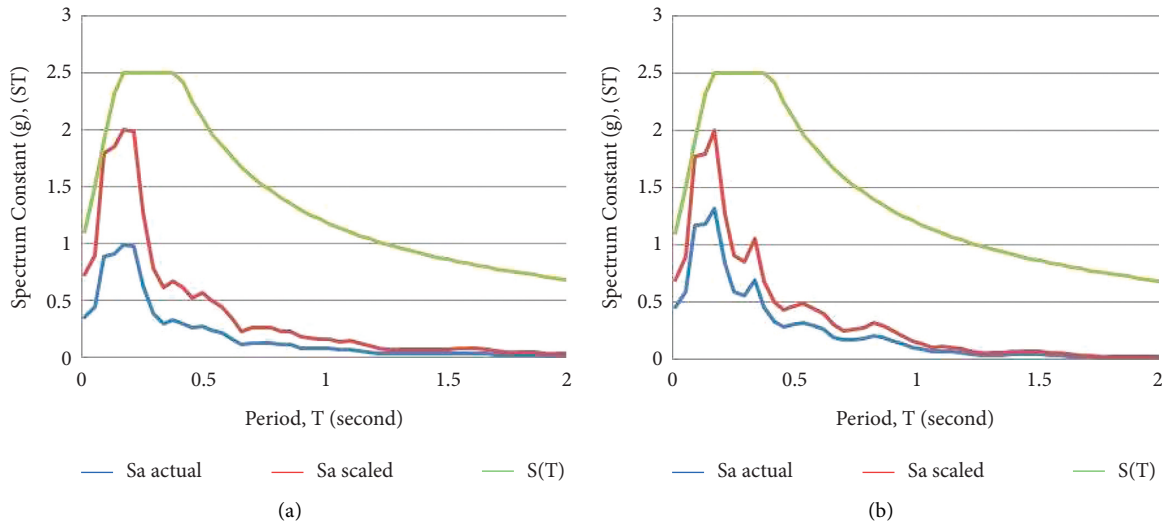 Spectrum Constant (g), (ST)
3
2.5
2
1.5
1
0.5
0
0
0.5
1
1.5
2
Period, T (second)
Sa actual
Sa scaled
S(T)
(a)
Spectrum Constant (g), (ST)
3
2.5
2
1.5
1
0.5
0
0
0.5
1
1.5
2
Period, T (second)
Sa actual
Sa scaled
S(T)
(b)